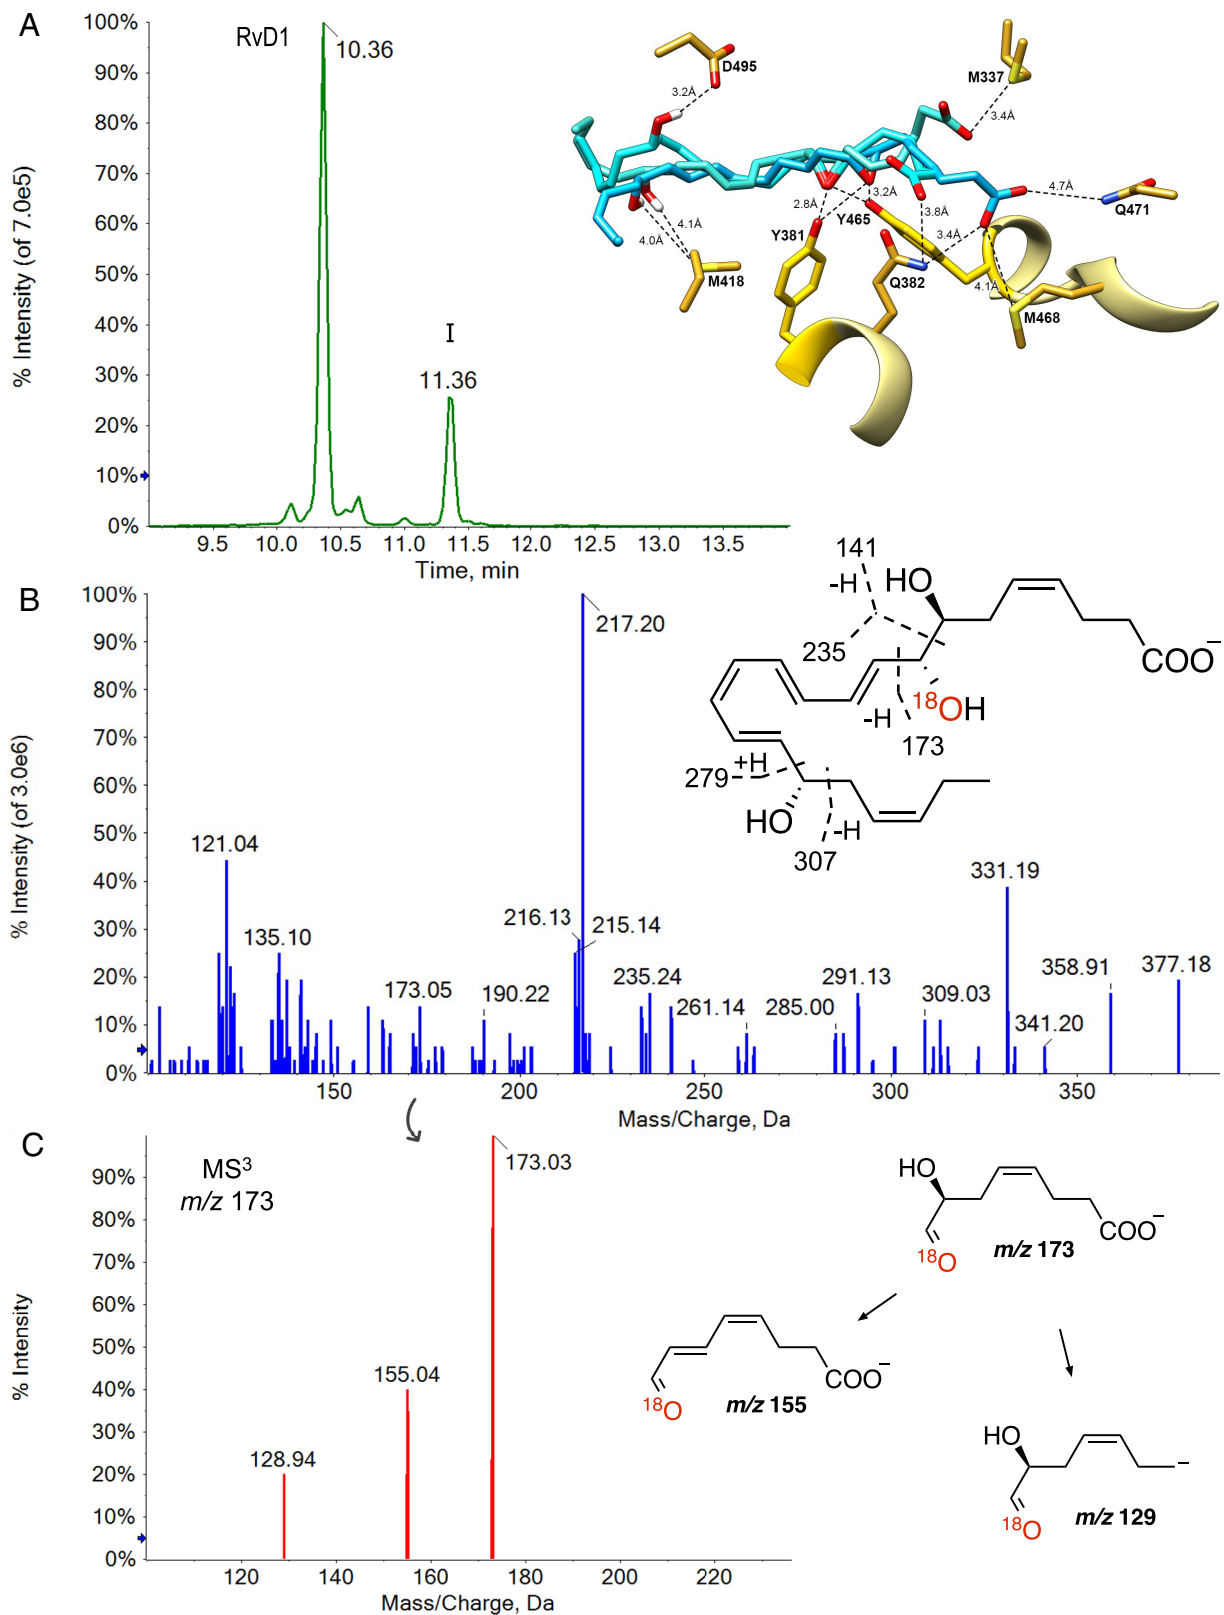 A
RvD1
10.36
I
11.36
100%
90%
80%
70%
60%
50%
40%
30%
20%
10%
0%
% Intensity (of 7.0e5)
9.5 10.0 10.5 11.0 11.5 12.0 12.5 13.0 13.5
Time, min
D495
M337
3.2Å
3.4Å
2.8Å
3.2Å
4.7Å
Y465
3.8Å
Q471
Y381
3.4Å
4.1Å
4.0Å
M418
Q382
4.1Å
M468
B
100%
90%
80%
70%
60%
50%
40%
30%
20%
10%
0%
% Intensity (of 3.0e6)
217.20
121.04
135.10
173.05
190.22
216.13
215.14
235.24
261.14
285.00
291.13
309.03
331.19
341.20
358.91
377.18
150 200 250 300 350
Mass/Charge, Da
141
-H
HO
235
COO−
18OH
-H
173
+H
279
HO
-H
307
C
MS3
m/z 173
90%
80%
70%
60%
50%
40%
30%
20%
10%
0%
% Intensity
173.03
155.04
128.94
120 140 160 180 200 220
Mass/Charge, Da
HO
COO−
18O
m/z 173
COO−
18O
m/z 155
HO
−
18O
m/z 129